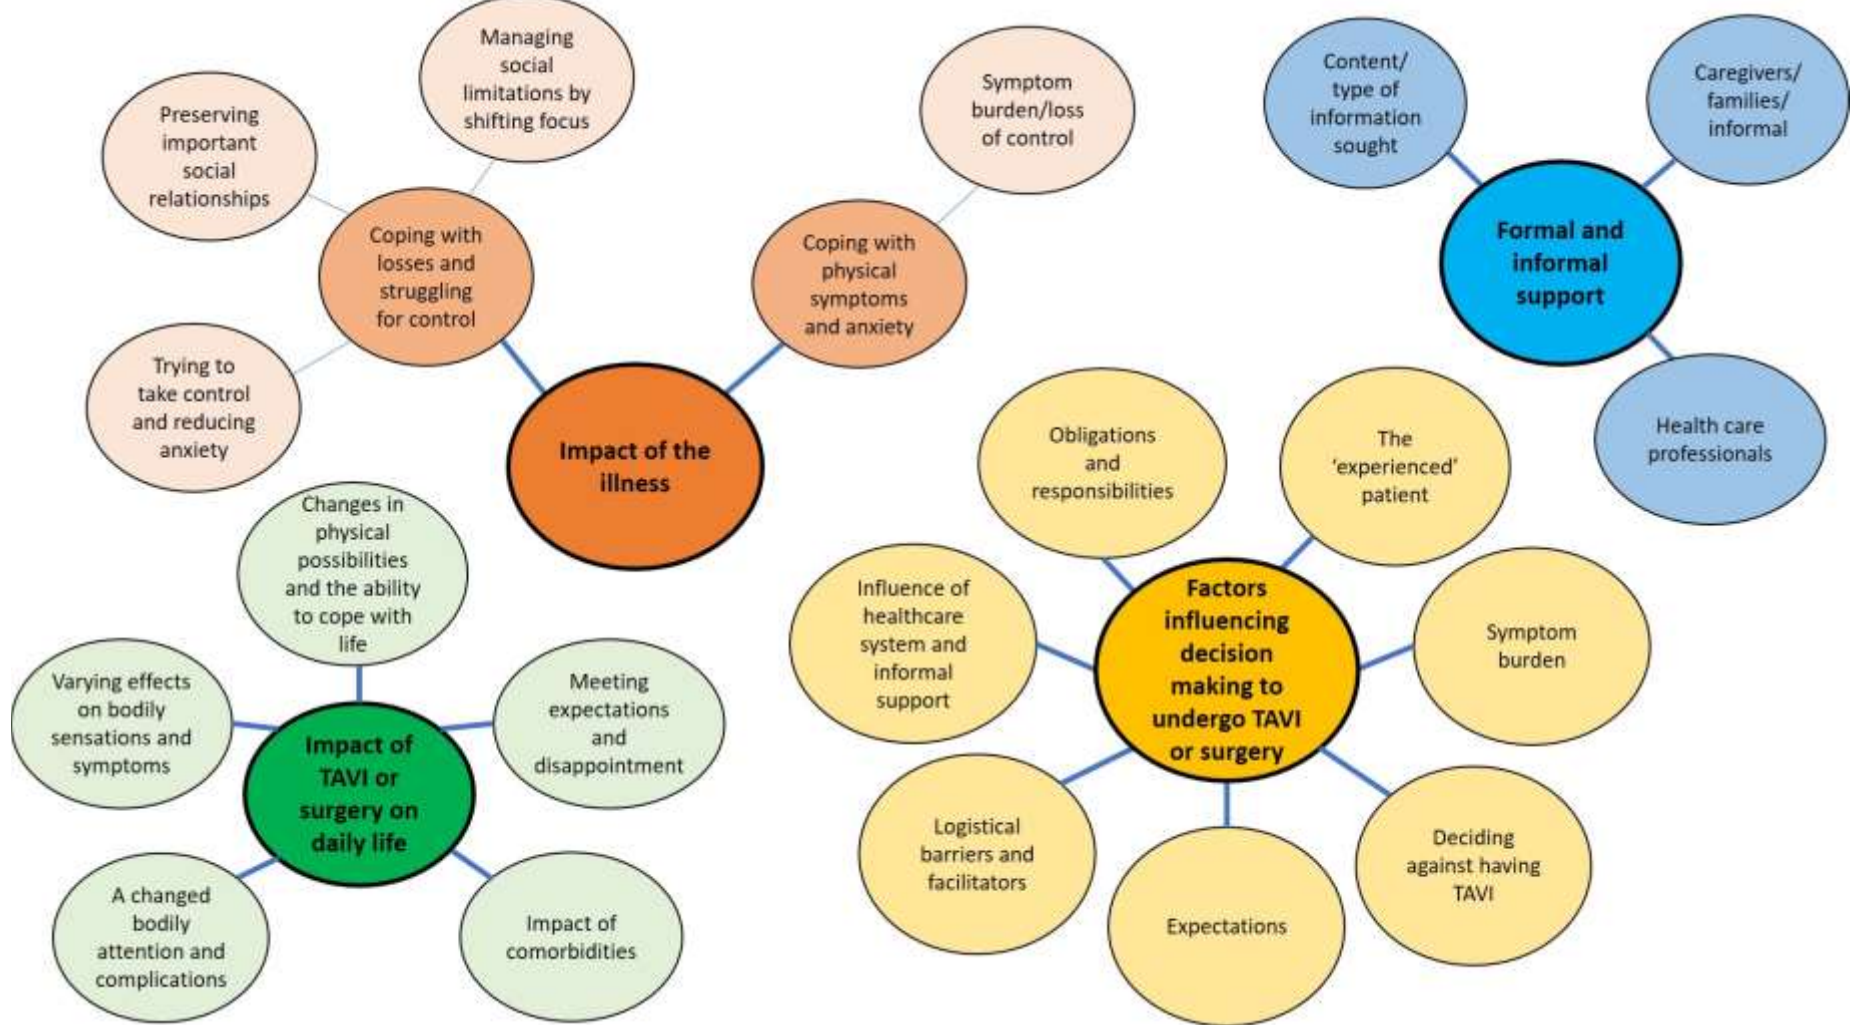 Managing
social
limitations by
shifting focus
Preserving
important
social
relationships
Coping with
losses and
struggling
for control
Trying to
take control
and reducing
anxiety
Symptom
burden/loss
of control
Coping with
physical
symptoms
and anxiety
Impact of the
illness
Content/
type of
information
sought
Caregivers/
families/
informal
Formal and
informal
support
Health care
professionals
Changes in
physical
possibilities
and the ability
to cope with
life
Varying effects
on bodily
sensations and
symptoms
Meeting
expectations
and
disappointment
Impact of
TAVI or
surgery on
daily life
A changed
bodily
attention and
complications
Impact of
comorbidities
Obligations
and
responsibilities
The
‘experienced’
patient
Influence of
healthcare
system and
informal
support
Factors
influencing
decision
making to
undergo TAVI
or surgery
Symptom
burden
Logistical
barriers and
facilitators
Expectations
Deciding
against having
TAVI